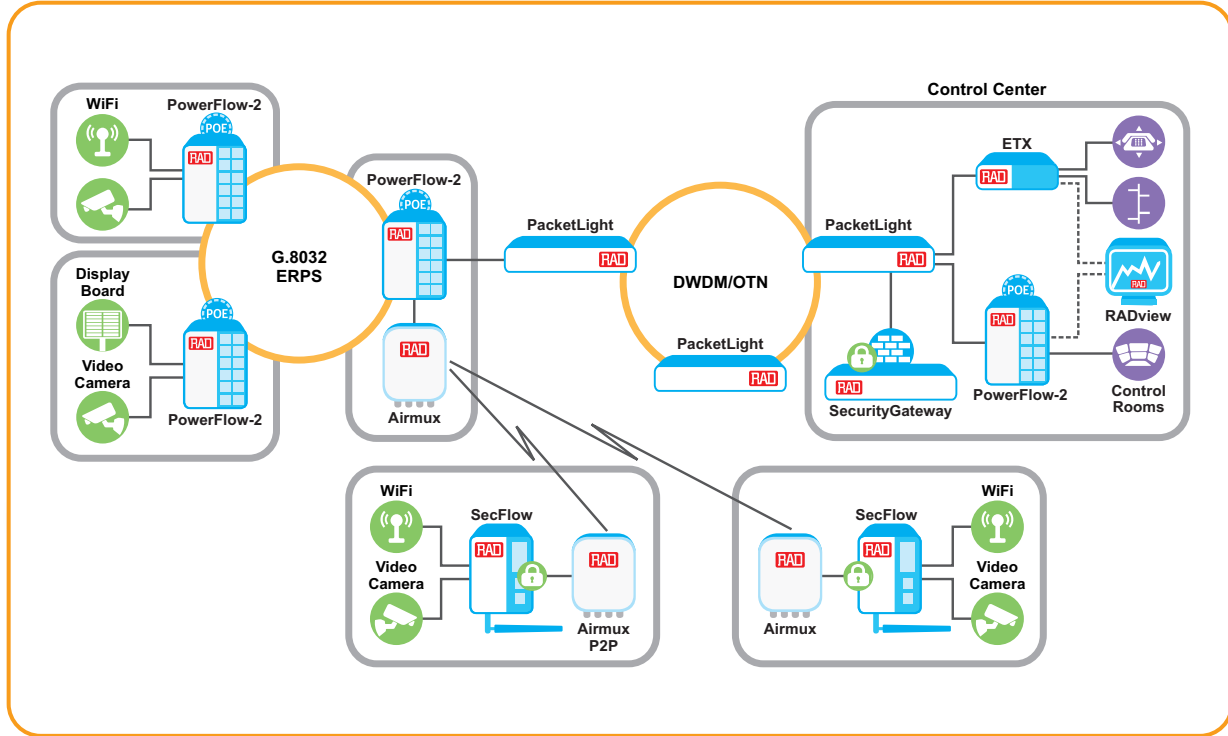 Control Center
WiFi
PowerFlow-2
POE
RAD
PowerFlow-2
POE
RAD
G.8032
ERPS
Display
Board
POE
RAD
Video
Camera
PowerFlow-2
RAD
Airmux
PacketLight
RAD
DWDM/OTN
PacketLight
RAD
PacketLight
RAD
ETX
RAD
RAD
RADview
POE
RAD
PowerFlow-2
RAD
SecurityGateway
Control
Rooms
WiFi
SecFlow
RAD
RAD
Video
Camera
Airmux
P2P
WiFi
SecFlow
RAD
RAD
Video
Camera
Airmux